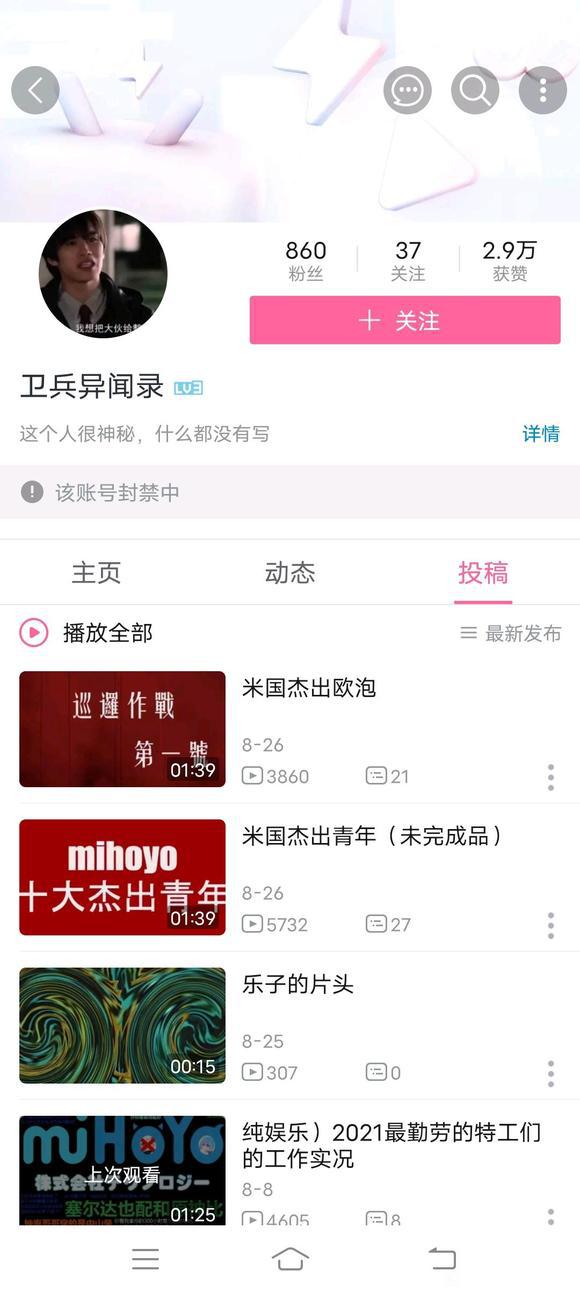 860
粉丝
37
关注
2.9万
获赞
关注
我想把大伙给整
卫兵异闻录 LV3
这个人很神秘，什么都没有写
详情
该账号封禁中
主页
动态
投稿
播放全部
最新发布
巡邏作戰
第一號
01:39
米国杰出欧泡
8-26
3860
21
mihoyo
十大杰出青年
01:39
米国杰出青年（未完成品）
8-26
5732
27
00:15
乐子的片头
8-25
307
0
miHoYo
株式会社テクノロジー
上次观看
塞尔达也配和原神比
01:25
纯娱乐）2021最勤劳的特工们
的工作实况
8-8
4605
8